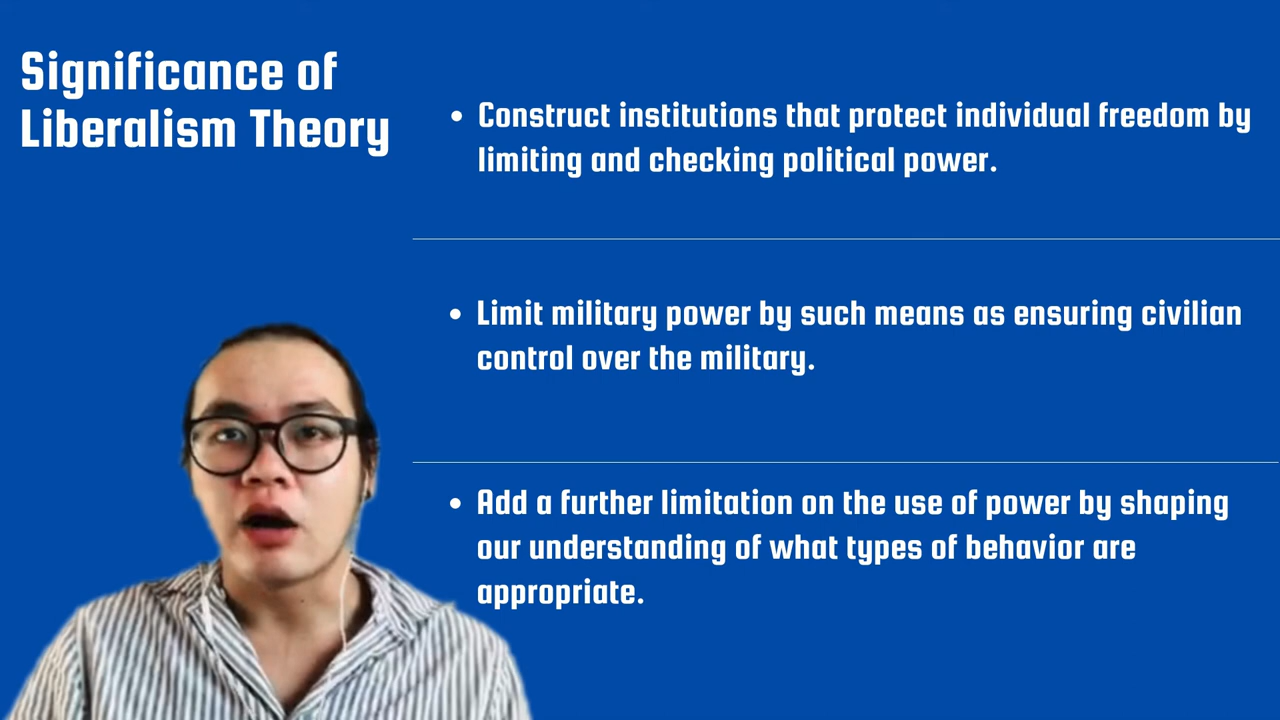 Significance of
Liberalism Theory
• Construct institutions that protect individual freedom by
limiting and checking political power.
• Limit military power by such means as ensuring civilian
control over the military.
• Add a further limitation on the use of power by shaping
our understanding of what types of behavior are
appropriate.